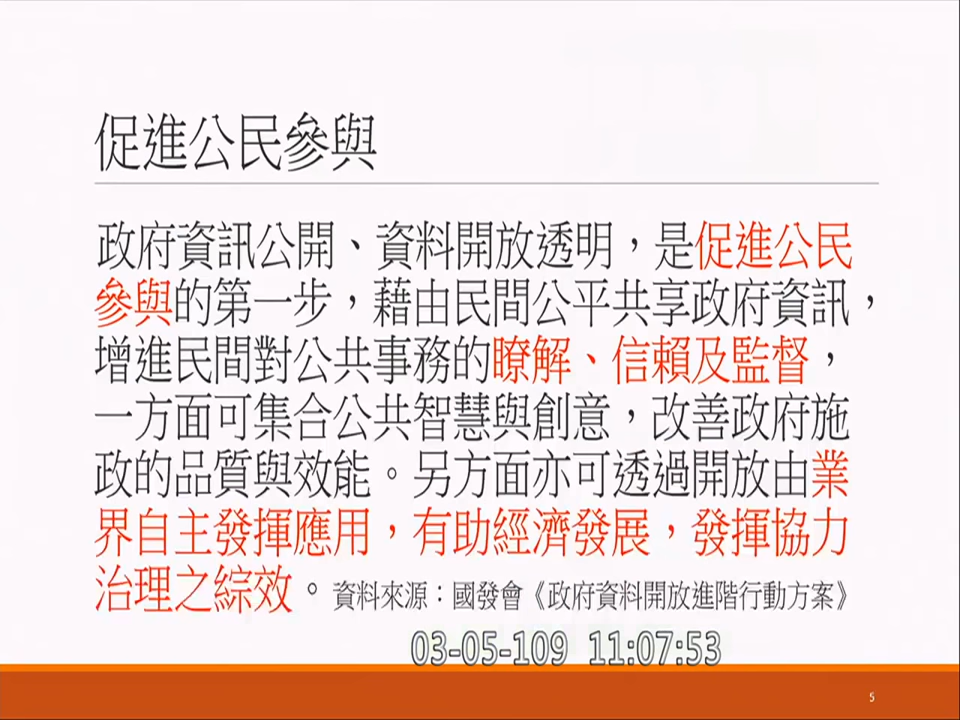 促進公民參與
政府資訊公開、資料開放透明，是促進公民
參與的第一步，藉由民間公平共享政府資訊，
增進民間對公共事務的瞭解、信賴及監督，
一方面可集合公共智慧與創意，改善政府施
政的品質與效能。另方面亦可透過開放由業
界自主發揮應用，有助經濟發展，發揮協力
治理之綜效。資料來源：國發會《政府資料開放進階行動方案》
03-05-109 11:07:53
5